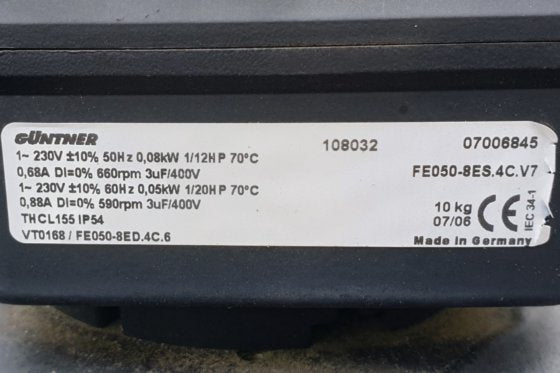 GÜNTNER 108032 07006845
1~ 230V ±10% 50Hz 0,08kW 1/12HP 70°C
0,68A DI=0% 660rpm 3uF/400V FE050-8ES.4C.V7
1~ 230V ±10% 60Hz 0,05kW 1/20HP 70°C
0,88A DI=0% 590rpm 3uF/400V 10 kg CE IEC 34-1
THCL155 IP54 07/06
VT0168 / FE050-8ED.4C.6 Made in Germany